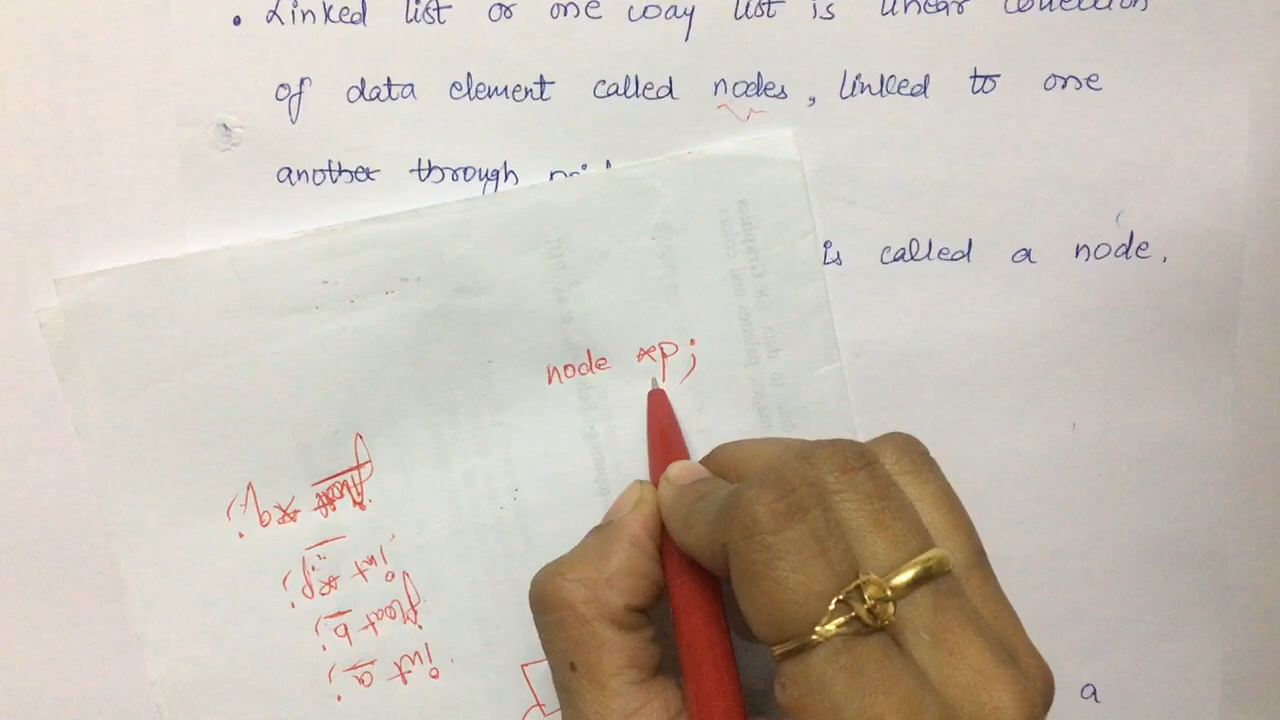 • Linked list or one way list is linear collection
of data element called nodes, linked to one
another through
is called a node.
node *p;
int a;
float b;
int *p;
*q;
a